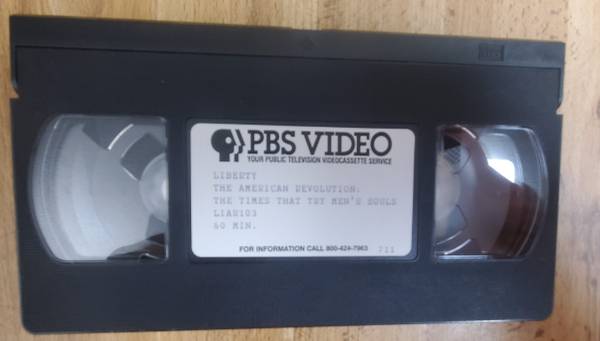 PBS VIDEO
YOUR PUBLIC TELEVISION VIDEOCASSETTE SERVICE
LIBERTY
THE AMERICAN REVOLUTION:
THE TIMES THAT TRY MEN'S SOULS
LIAR103
60 MIN.
FOR INFORMATION CALL 800-424-7963 711